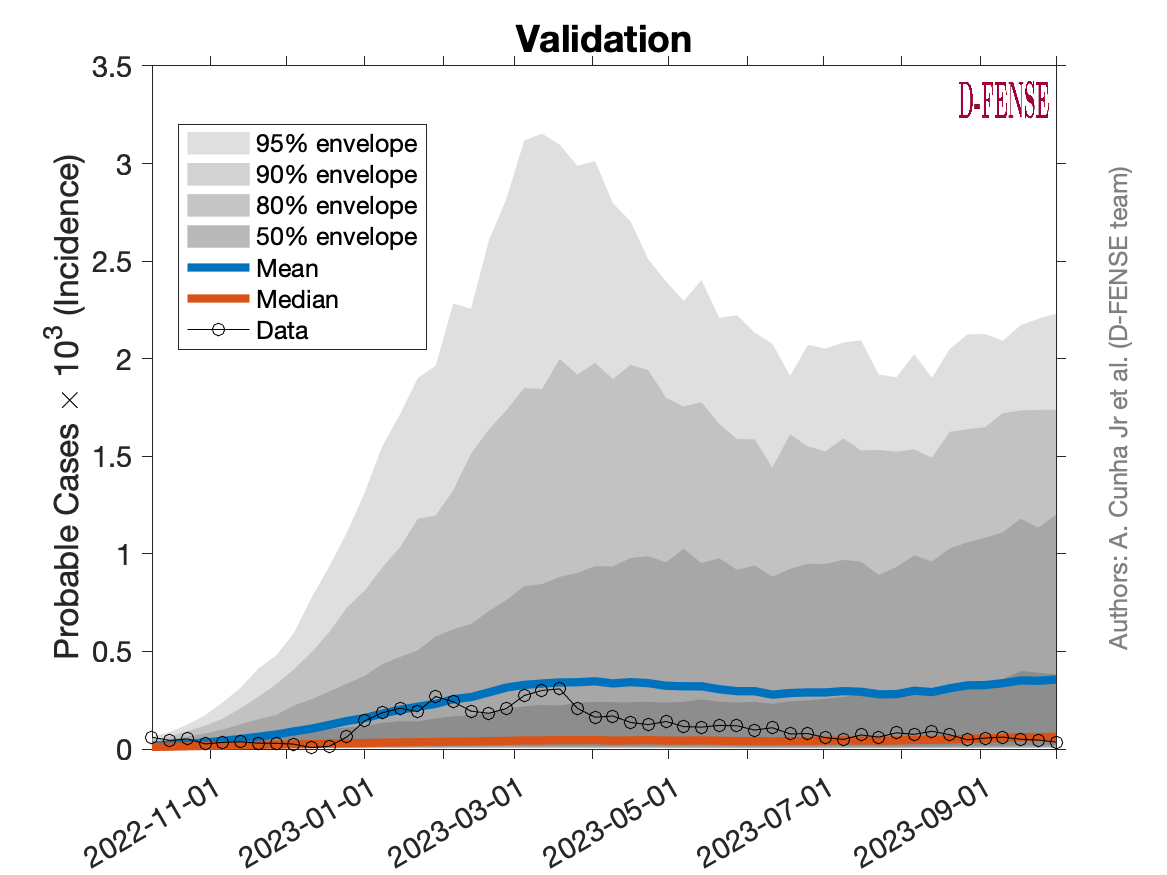 Validation
D-FENSE
3.5
3
2.5
2
1.5
1
0.5
0
Probable Cases × 10³ (Incidence)
95% envelope
90% envelope
80% envelope
50% envelope
Mean
Median
Data
2022-11-01
2023-01-01
2023-03-01
2023-05-01
2023-07-01
2023-09-01
Authors: A. Cunha Jr et al. (D-FENSE team)